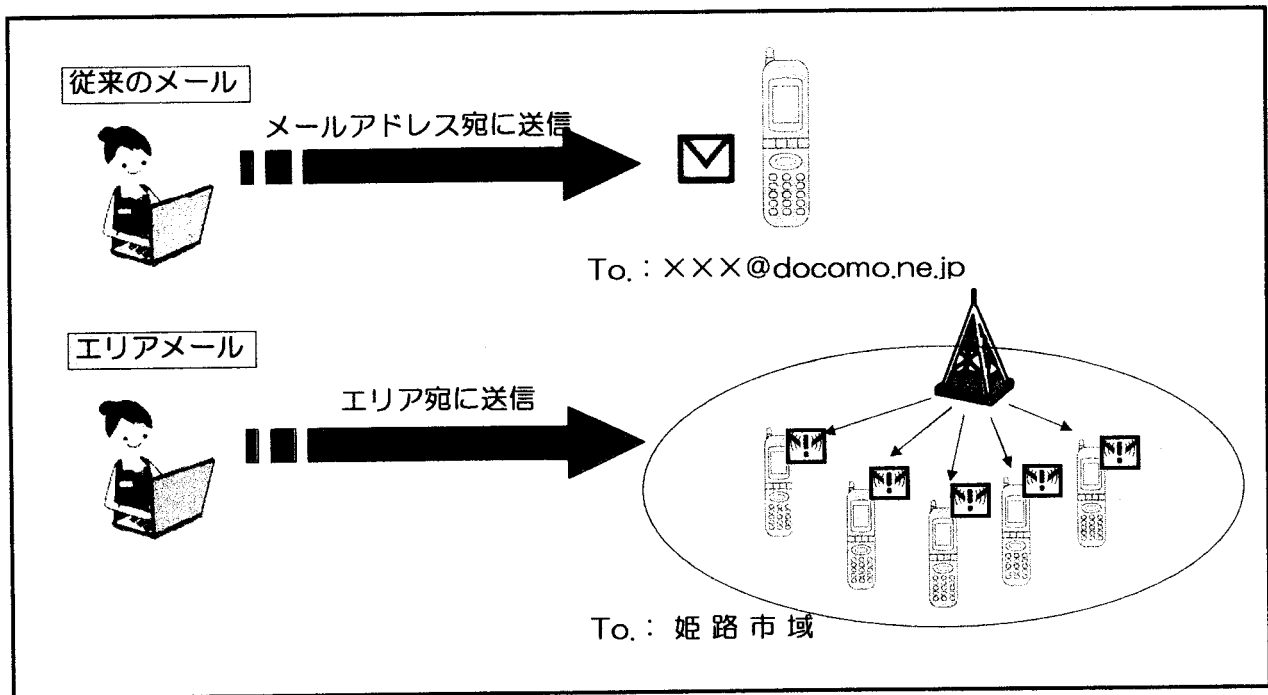 従来のメール
メールアドレス宛に送信
To.：×××@docomo.ne.jp
エリアメール
エリア宛に送信
To.：姫路市域